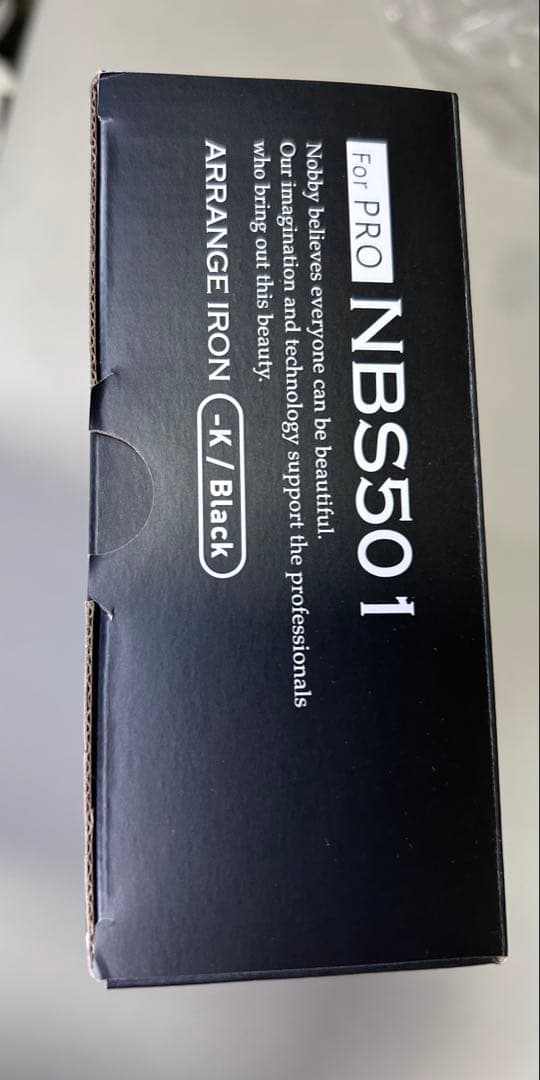 For PRO NBS501
Nobby believes everyone can be beautiful.
Our imagination and technology support the professionals
who bring out this beauty.
ARRANGE IRON -K / Black